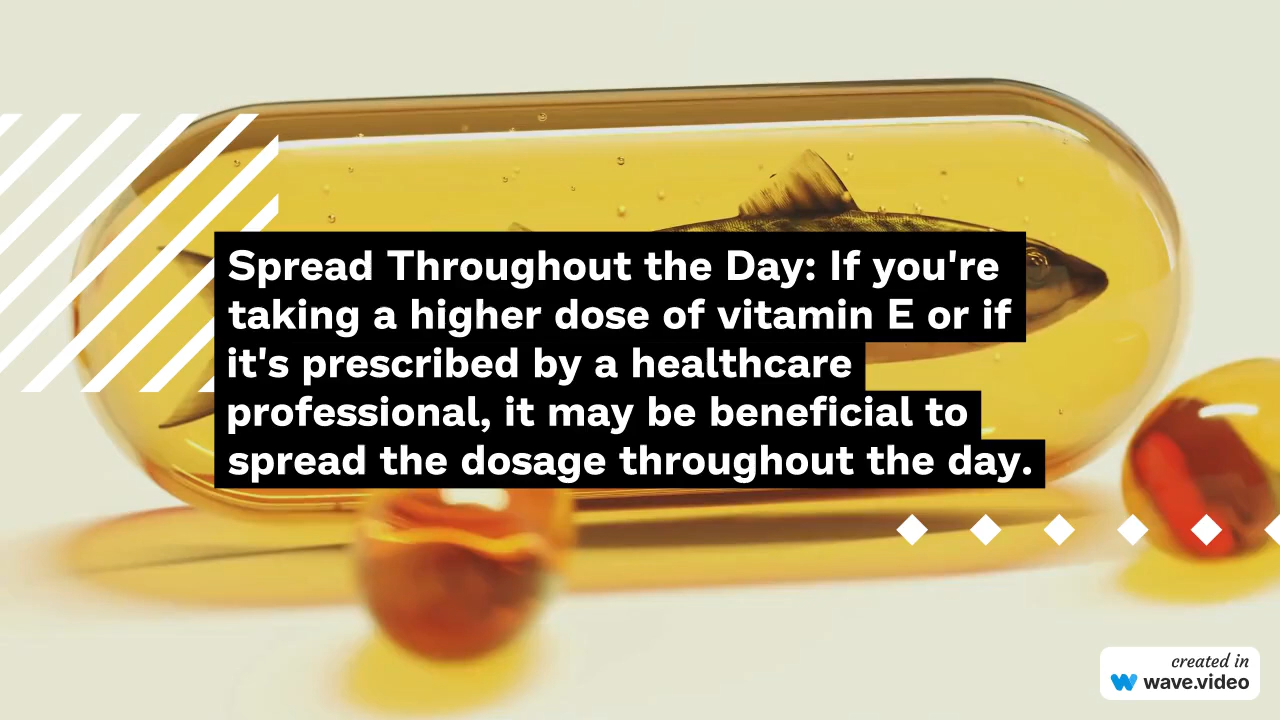 Spread Throughout the Day: If you're
taking a higher dose of vitamin E or if
it's prescribed by a healthcare
professional, it may be beneficial to
spread the dosage throughout the day.
created in
wave.video